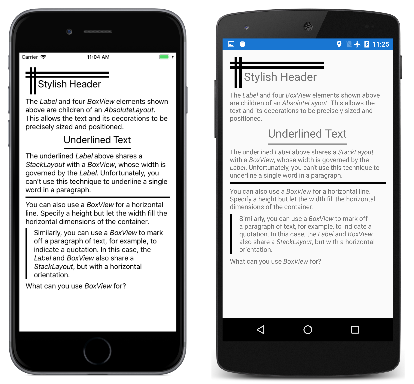 Carrier
11:04 AM
Stylish Header
The Label and four BoxView elements shown
above are children of an AbsoluteLayout.
This allows the text and its decorations to be
precisely sized and positioned.
Underlined Text
The underlined Label above shares a
StackLayout with a BoxView, whose width is
governed by the Label. Unfortunately, you
can't use this technique to underline a single
word in a paragraph.
You can also use a BoxView for a horizontal
line. Specify a height but let the width fill the
horizontal dimensions of the container.
Similarly, you can use a BoxView to mark
off a paragraph of text, for example, to
indicate a quotation. In this case, the
Label and BoxView also share a
StackLayout, but with a horizontal
orientation.
What can you use BoxView for?
11:25
Stylish Header
The Label and four BoxView elements shown above
are children of an AbsoluteLayout. This allows the
text and its decorations to be precisely sized and
positioned.
Underlined Text
The underlined Label above shares a StackLayout
with a BoxView, whose width is governed by the
Label. Unfortunately, you can't use this technique to
underline a single word in a paragraph.
You can also use a BoxView for a horizontal line.
Specify a height but let the width fill the horizontal
dimensions of the container.
Similarly, you can use a BoxView to mark off
a paragraph of text, for example, to indicate a
quotation. In this case, the Label and BoxView
also share a StackLayout, but with a horizontal
orientation.
What can you use BoxView for?